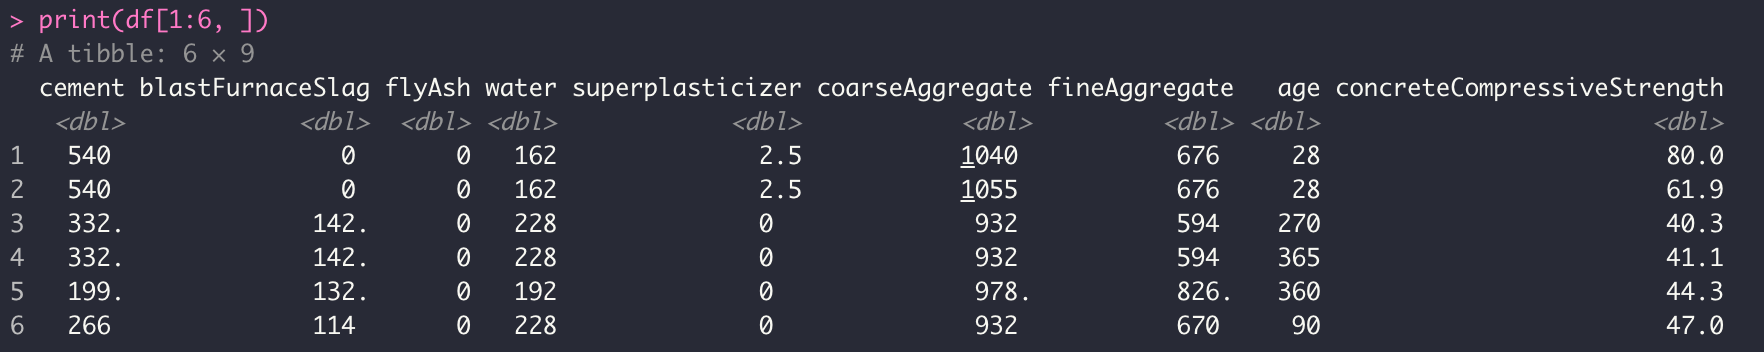 > print(df[1:6, ])
# A tibble: 6 × 9
  cement blastFurnaceSlag flyAsh water superplasticizer coarseAggregate fineAggregate   age concreteCompressiveStrength
   <dbl>            <dbl>  <dbl> <dbl>            <dbl>           <dbl>         <dbl> <dbl>                       <dbl>
1   540                0       0   162              2.5           1040           676     28                        80.0
2   540                0       0   162              2.5           1055           676     28                        61.9
3   332.             142.      0   228              0              932           594    270                        40.3
4   332.             142.      0   228              0              932           594    365                        41.1
5   199.             132.      0   192              0              978.          826.   360                        44.3
6   266              114       0   228              0              932           670     90                        47.0